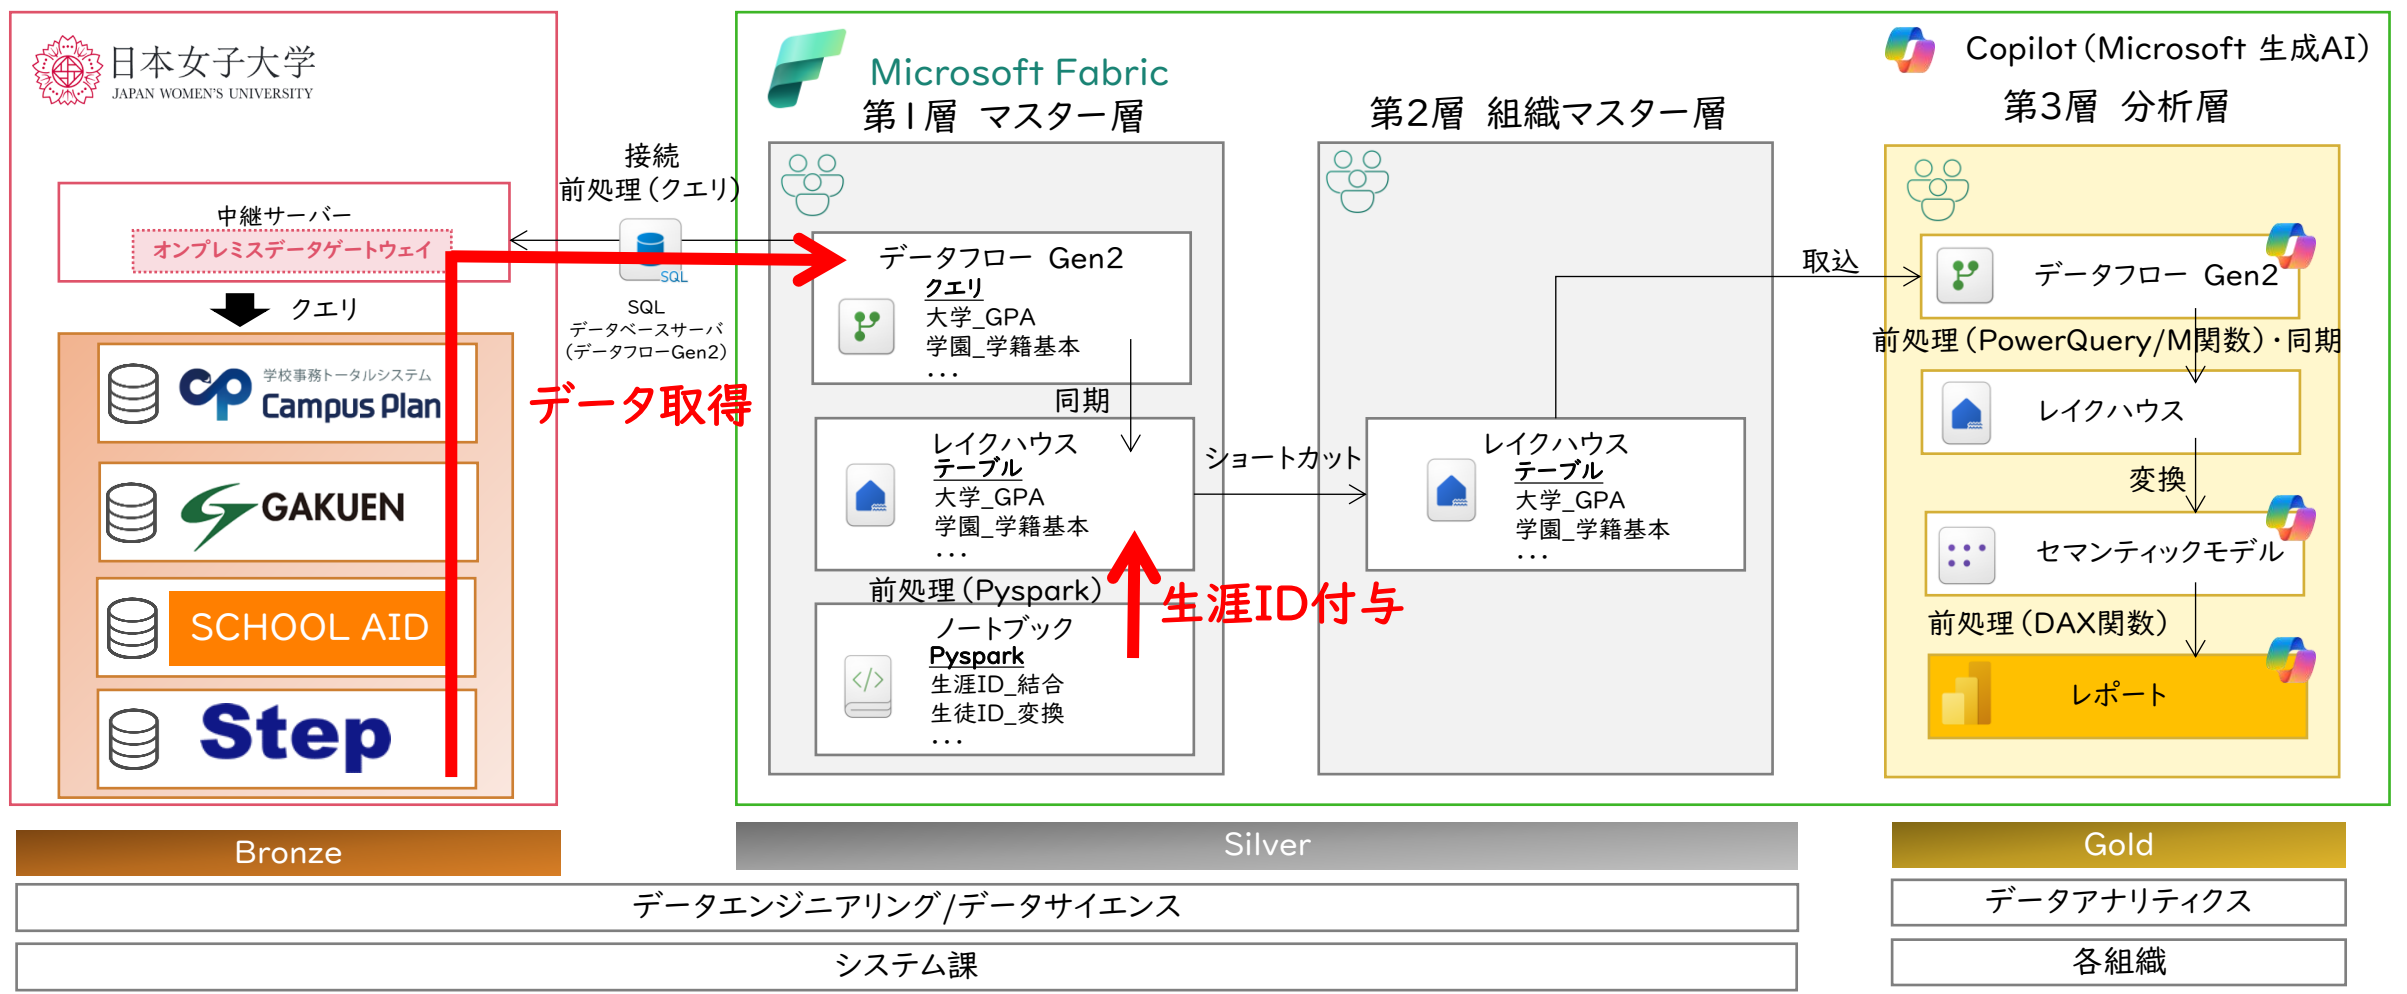 日本女子大学
JAPAN WOMEN'S UNIVERSITY
中継サーバー
オンプレミスデータゲートウェイ
クエリ
学校事務トータルシステム
Campus Plan
GAKUEN
SCHOOL AID
Step
接続
前処理（クエリ）
SQL
SQL
データベースサーバ
（データフローGen2）
データ取得
Microsoft Fabric
第1層 マスター層
データフロー Gen2
クエリ
大学_GPA
学園_学籍基本
・・・
同期
レイクハウス
テーブル
大学_GPA
学園_学籍基本
・・・
前処理（Pyspark）
生涯ID付与
ノートブック
Pyspark
生涯ID_結合
生徒ID_変換
・・・
ショートカット
第2層 組織マスター層
レイクハウス
テーブル
大学_GPA
学園_学籍基本
・・・
取込
Copilot（Microsoft 生成AI）
第3層 分析層
データフロー Gen2
前処理（PowerQuery/M関数）・同期
レイクハウス
変換
セマンティックモデル
前処理（DAX関数）
レポート
Bronze
Silver
Gold
データエンジニアリング/データサイエンス
データアナリティクス
システム課
各組織